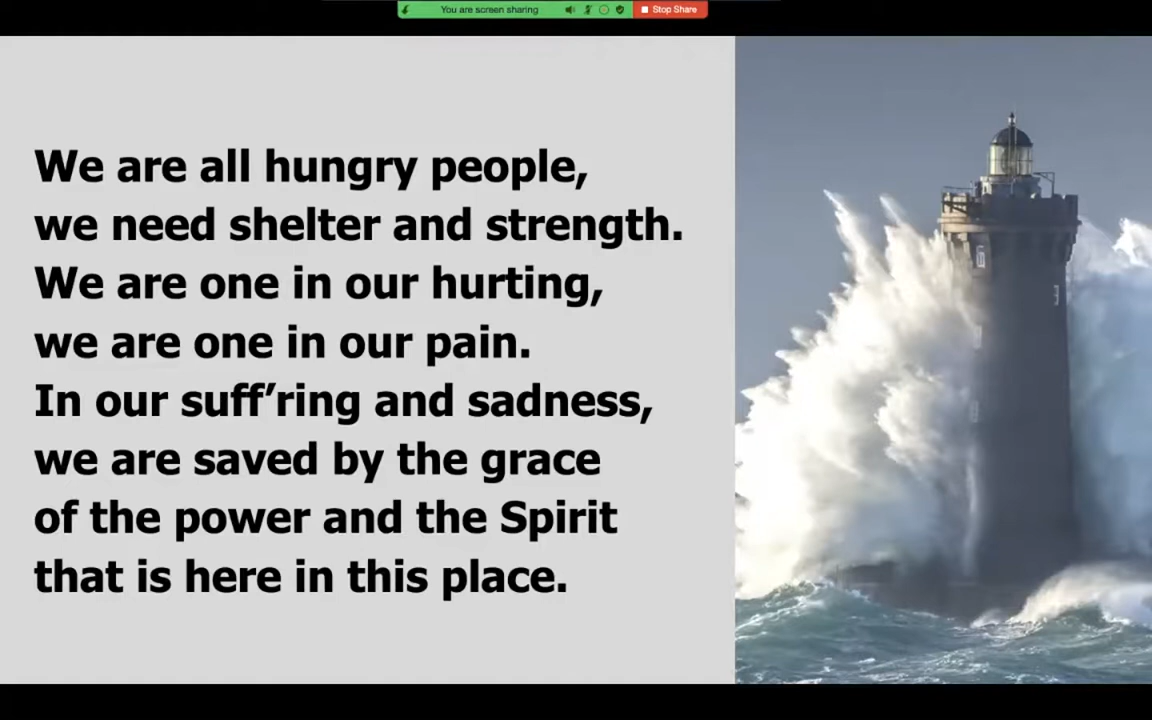 You are screen sharing
Stop Share
We are all hungry people,
we need shelter and strength.
We are one in our hurting,
we are one in our pain.
In our suff’ring and sadness,
we are saved by the grace
of the power and the Spirit
that is here in this place.